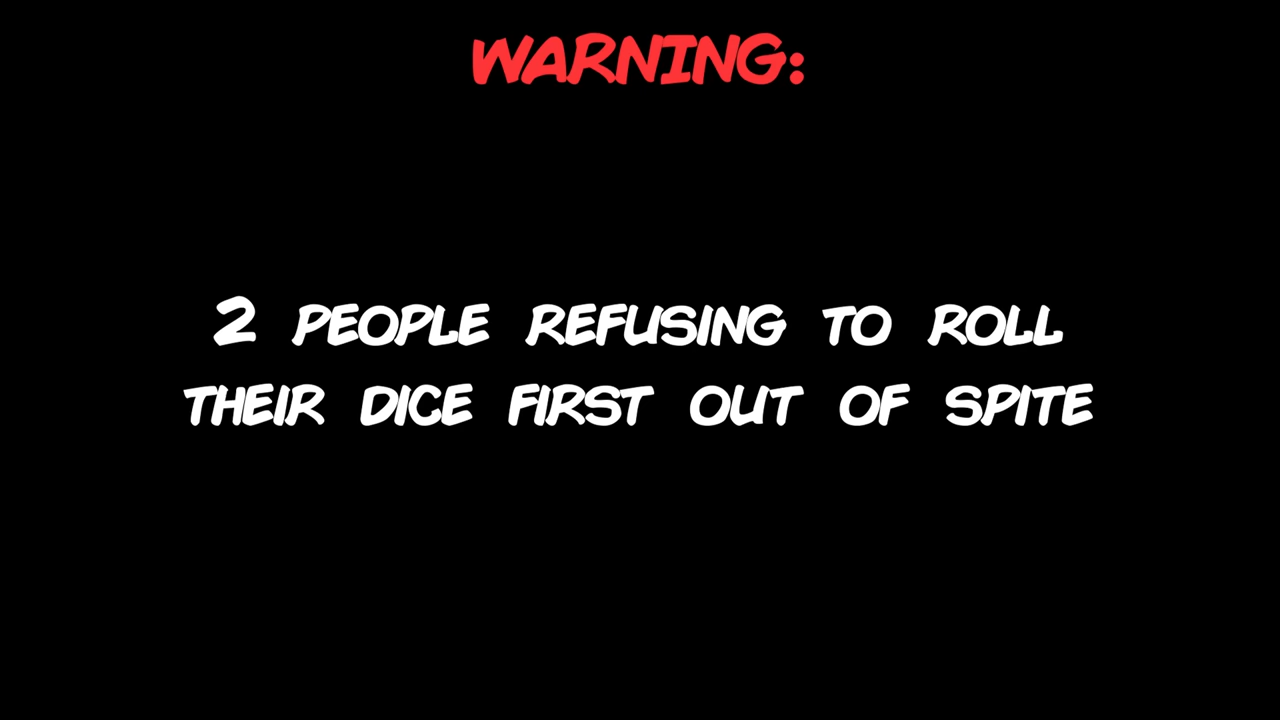 WARNING:
2 PEOPLE REFUSING TO ROLL
THEIR DICE FIRST OUT OF SPITE